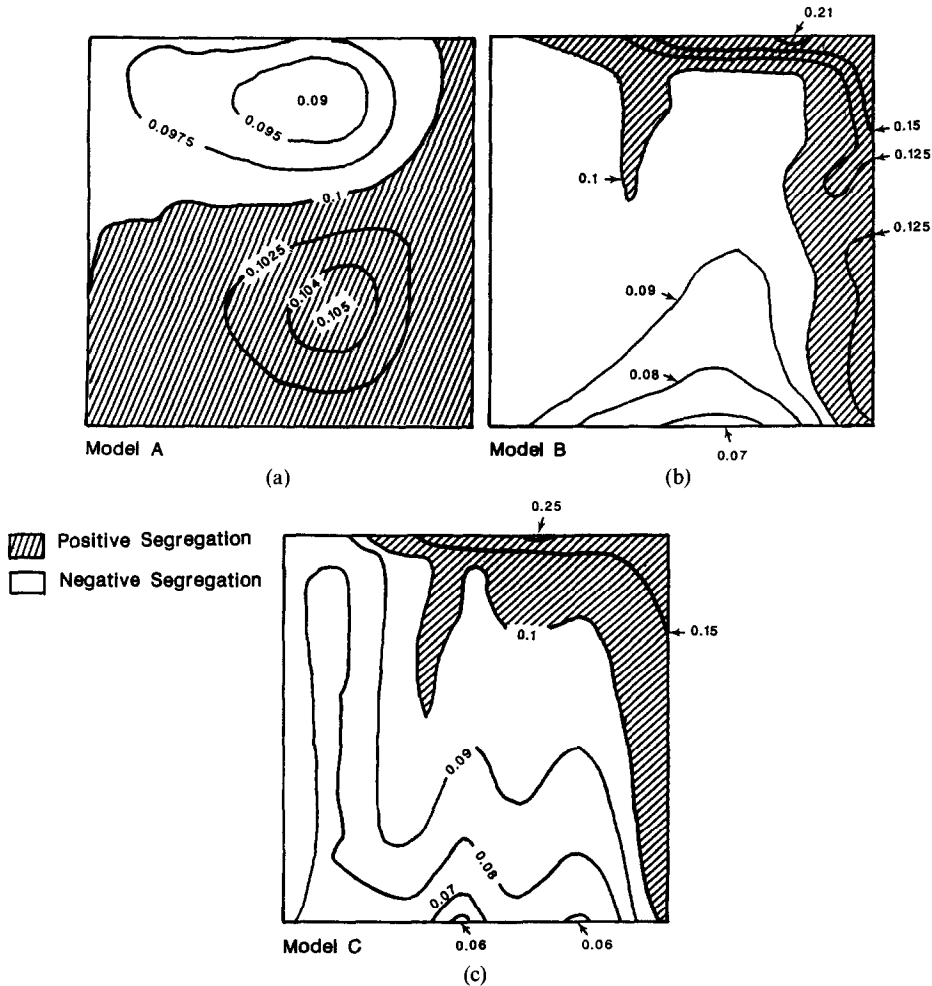 0.09
0.0975
0.095
0.1
0.1025
0.104
0.105
Model A
(a)
0.21
0.15
0.125
0.1
0.125
0.09
0.08
0.07
Model B
(b)
Positive Segregation
Negative Segregation
0.25
0.1
0.15
0.09
0.08
0.07
0.06
0.06
Model C
(c)